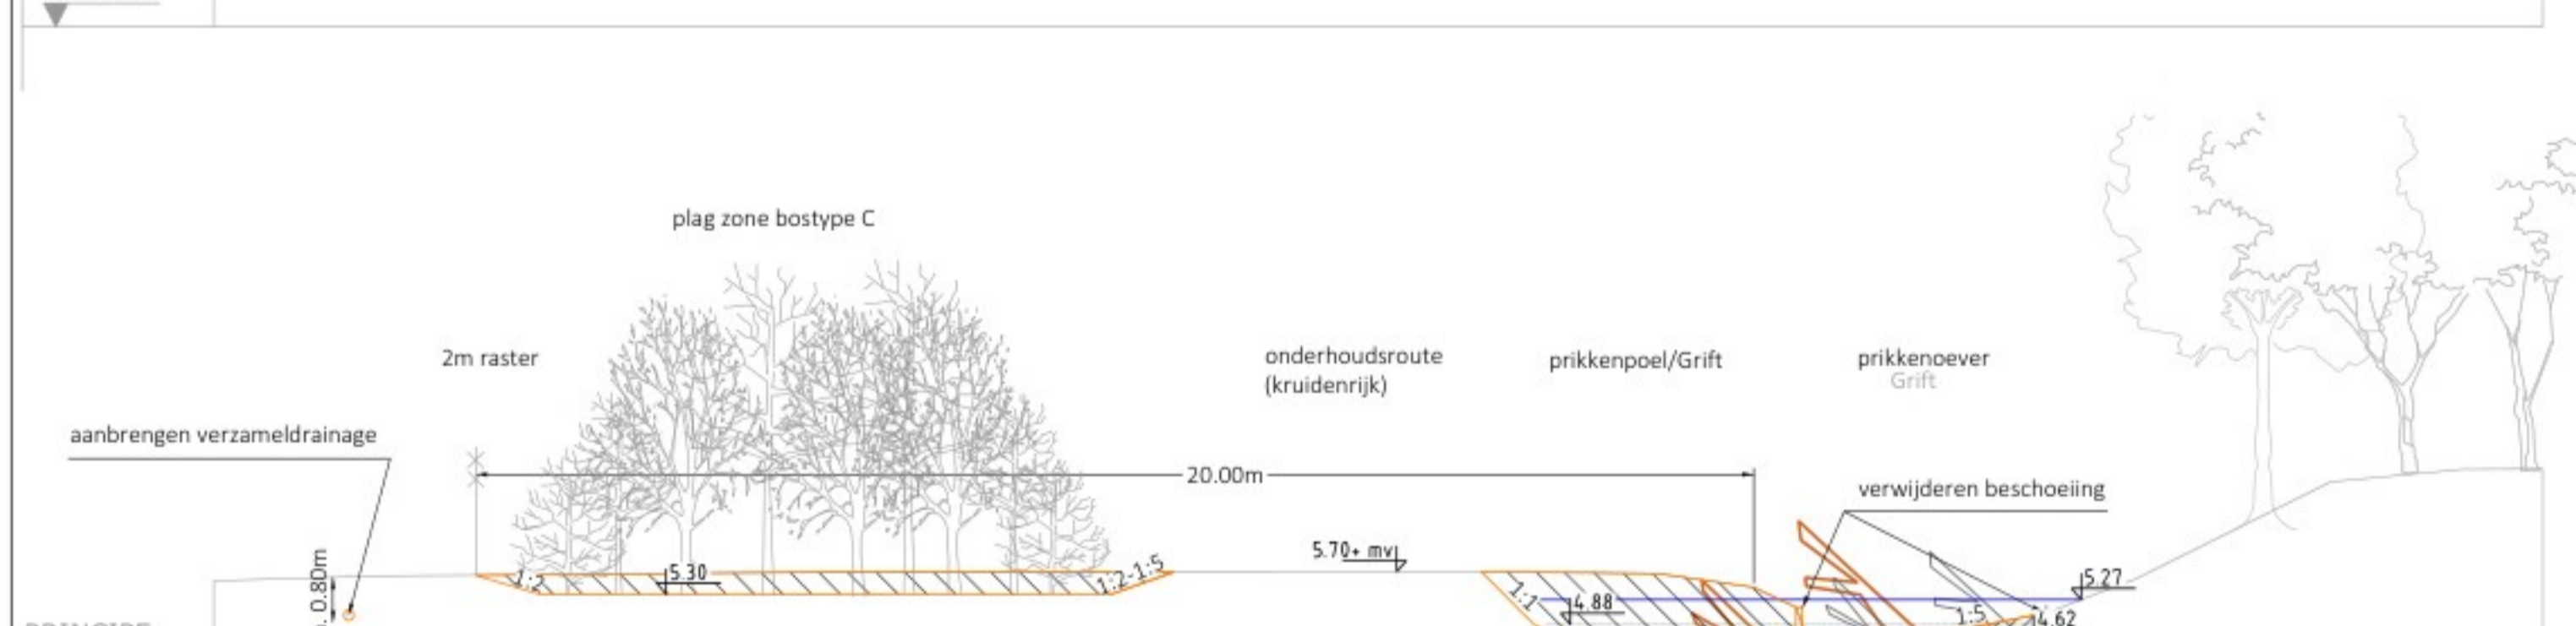 plag zone bostype C
2m raster
onderhoudsroute
(kruidenrijk)
prikkenpoel/Grift
prikkenoever
Grift
aanbrengen verzameldrainage
20.00m
verwijderen beschoeiing
5.70+ mv
0.80m
1:2
5.30
1:2-1:5
1:1
4.88
5.27
1:5
4.62